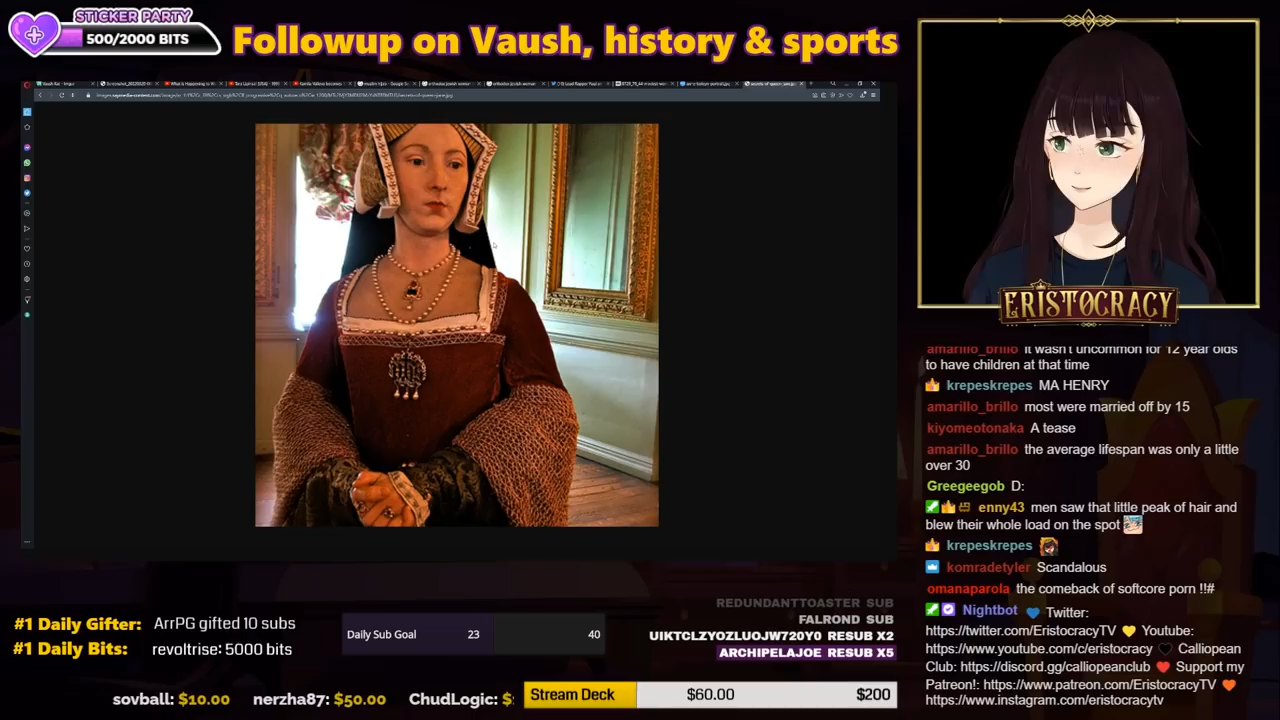 STICKER PARTY
500/2000 BITS
Followup on Vaush, history & sports
ERISTOCRACY
amarillo_brillo It wasn't uncommon for 12 year olds
to have children at that time
krepeskrepes MA HENRY
amarillo_brillo most were married off by 15
kiyomeotonaka A tease
amarillo_brillo the average lifespan was only a little
over 30
Greegeegob D:
enny43 men saw that little peak of hair and
blew their whole load on the spot
krepeskrepes
komradetyler Scandalous
omanaparola the comeback of softcore porn !!#
Nightbot Twitter:
https://twitter.com/EristocracyTV Youtube:
https://www.youtube.com/c/eristocracy Calliopean
Club: https://discord.gg/calliopeanclub Support my
Patreon!: https://www.patreon.com/EristocracyTV
https://www.instagram.com/eristocracytv
#1 Daily Gifter: ArrPG gifted 10 subs
#1 Daily Bits: revoltrise: 5000 bits
Daily Sub Goal 23 40
REDUNDANTTOASTER SUB
FALROND SUB
UIKTCLZYOZLUOJW720Y0 RESUB X2
ARCHIPELAJOE RESUB X5
sovball: $10.00 nerzha87: $50.00 ChudLogic: $
Stream Deck $60.00 $200